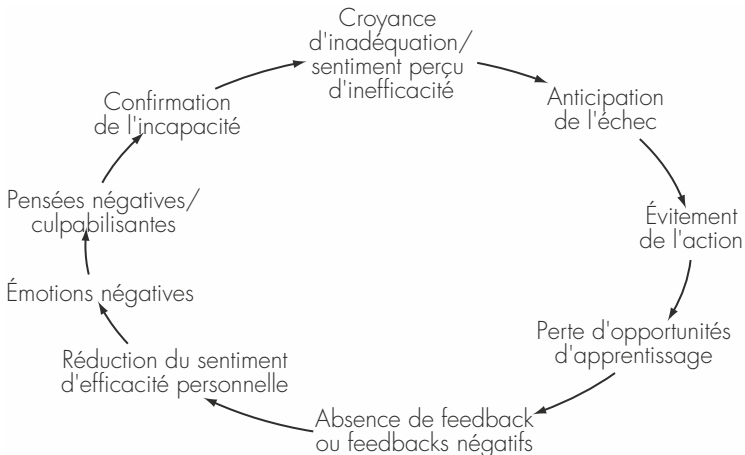 Croyance
d'inadéquation/
sentiment perçu
d'inefficacité
Anticipation
de l'échec
Évitement
de l'action
Perte d'opportunités
d'apprentissage
Absence de feedback
ou feedbacks négatifs
Réduction du sentiment
d'efficacité personnelle
Émotions négatives
Pensées négatives/
culpabilisantes
Confirmation
de l'incapacité